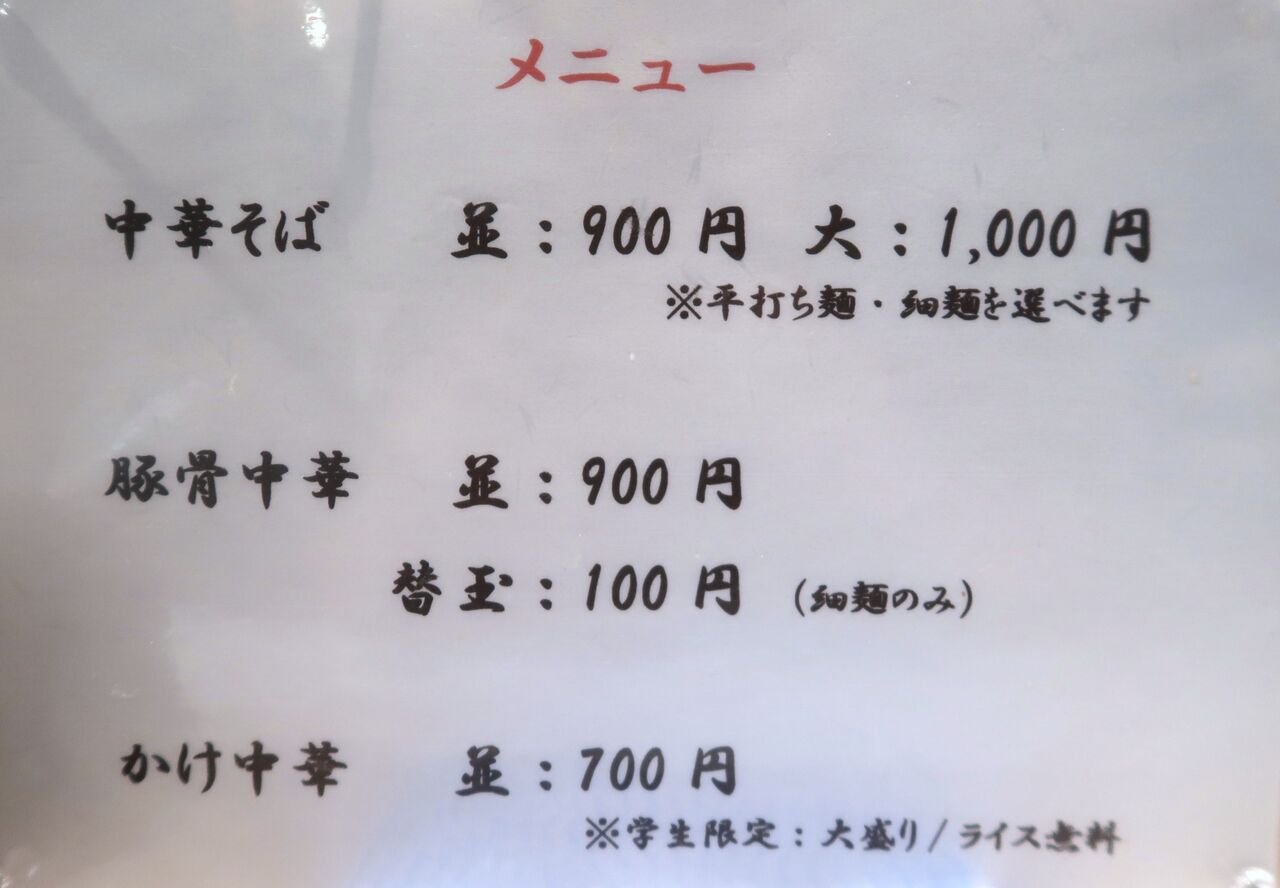 メニュー
中華そば 並：900円 大：1,000円
※平打ち麺・細麺を選べます
豚骨中華 並：900円
替玉：100円 (細麺のみ)
かけ中華 並：700円
※学生限定：大盛り/ライス無料